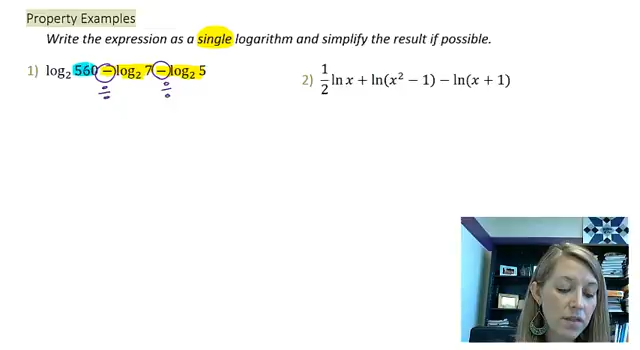 Property Examples
Write the expression as a single logarithm and simplify the result if possible.
1) log₂ 560 − log₂ 7 − log₂ 5
÷ ÷
2) 1/2 ln x + ln(x² − 1) − ln(x + 1)